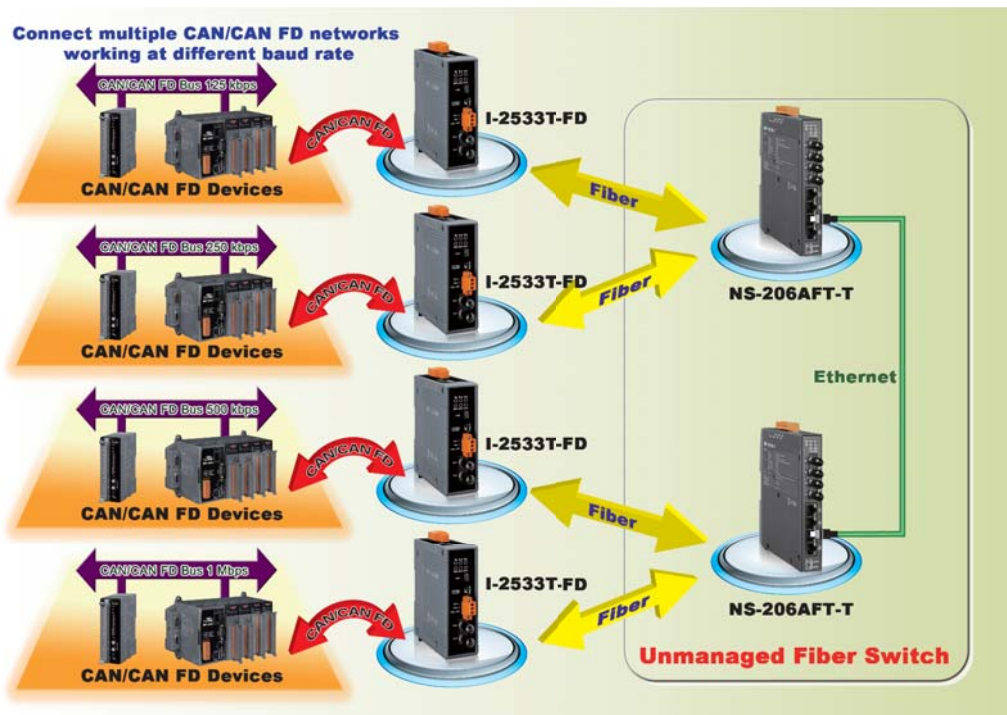 Connect multiple CAN/CAN FD networks
working at different baud rate
CAN/CAN FD Bus 125 kbps
CAN/CAN FD Devices
CAN/CAN FD
I-2533T-FD
Fiber
NS-206AFT-T
CAN/CAN FD Bus 250 kbps
CAN/CAN FD Devices
CAN/CAN FD
I-2533T-FD
Fiber
Ethernet
CAN/CAN FD Bus 500 kbps
CAN/CAN FD Devices
CAN/CAN FD
I-2533T-FD
Fiber
NS-206AFT-T
CAN/CAN FD Bus 1 Mbps
CAN/CAN FD Devices
CAN/CAN FD
I-2533T-FD
Fiber
Unmanaged Fiber Switch